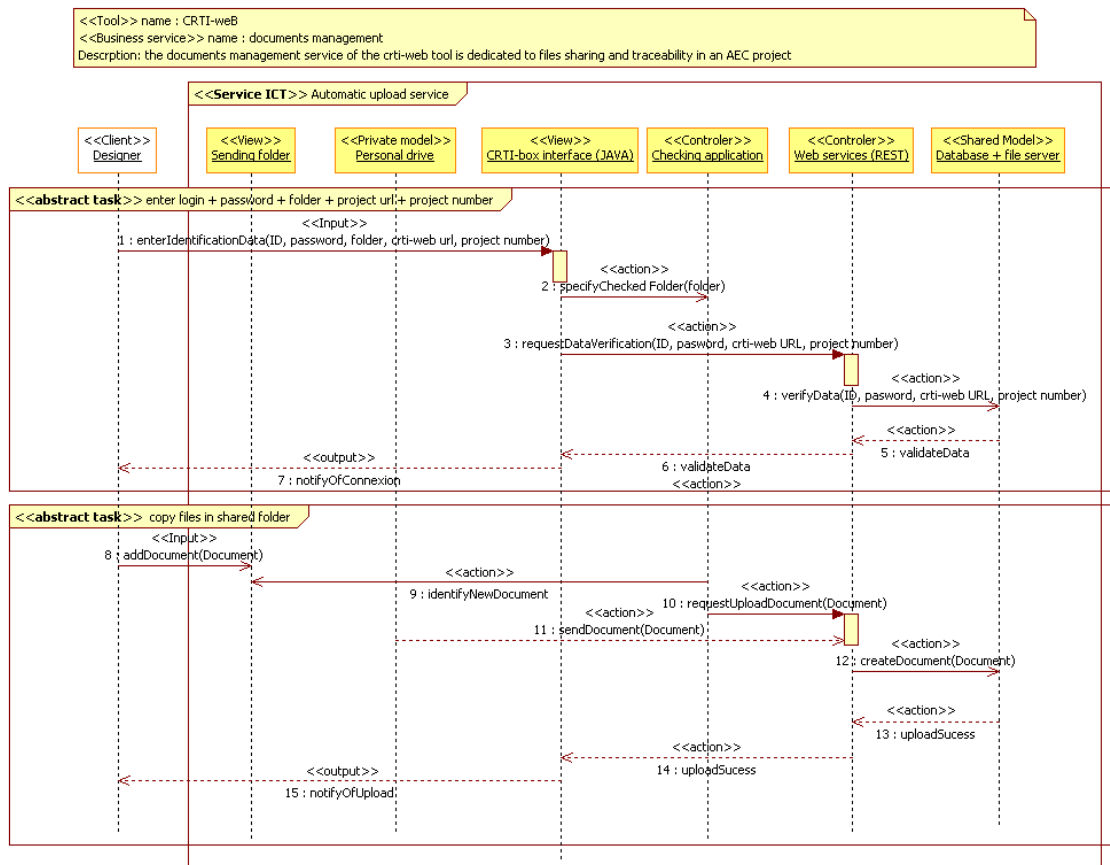 <<Tool>> name : CRTI-weB
<<Business service>> name : documents management
Descrption: the documents management service of the crti-web tool is dedicated to files sharing and traceability in an AEC project
<<Service ICT>> Automatic upload service
<<Client>>
Designer
<<View>>
Sending folder
<<Private model>>
Personal drive
<<View>>
CRTI-box interface (JAVA)
<<Controler>>
Checking application
<<Controler>>
Web services (REST)
<<Shared Model>>
Database + file server
<<abstract task>> enter login + password + folder + project url + project number
<<Input>>
1 : enterIdentificationData(ID, password, folder, crti-web url, project number)
<<action>>
2 : specifyChecked Folder(folder)
<<action>>
3 : requestDataVerification(ID, pasword, crti-web URL, project number)
<<action>>
4 : verifyData(ID, pasword, crti-web URL, project number)
<<action>>
5 : validateData
<<output>>
6 : validateData
7 : notifyOfConnexion
<<action>>
<<abstract task>> copy files in shared folder
<<Input>>
8 : addDocument(Document)
<<action>>
9 : identifyNewDocument
<<action>>
10 : requestUploadDocument(Document)
<<action>>
11 : sendDocument(Document)
<<action>>
12 : createDocument(Document)
<<action>>
13 : uploadSucess
<<action>>
14 : uploadSucess
<<output>>
15 : notifyOfUpload